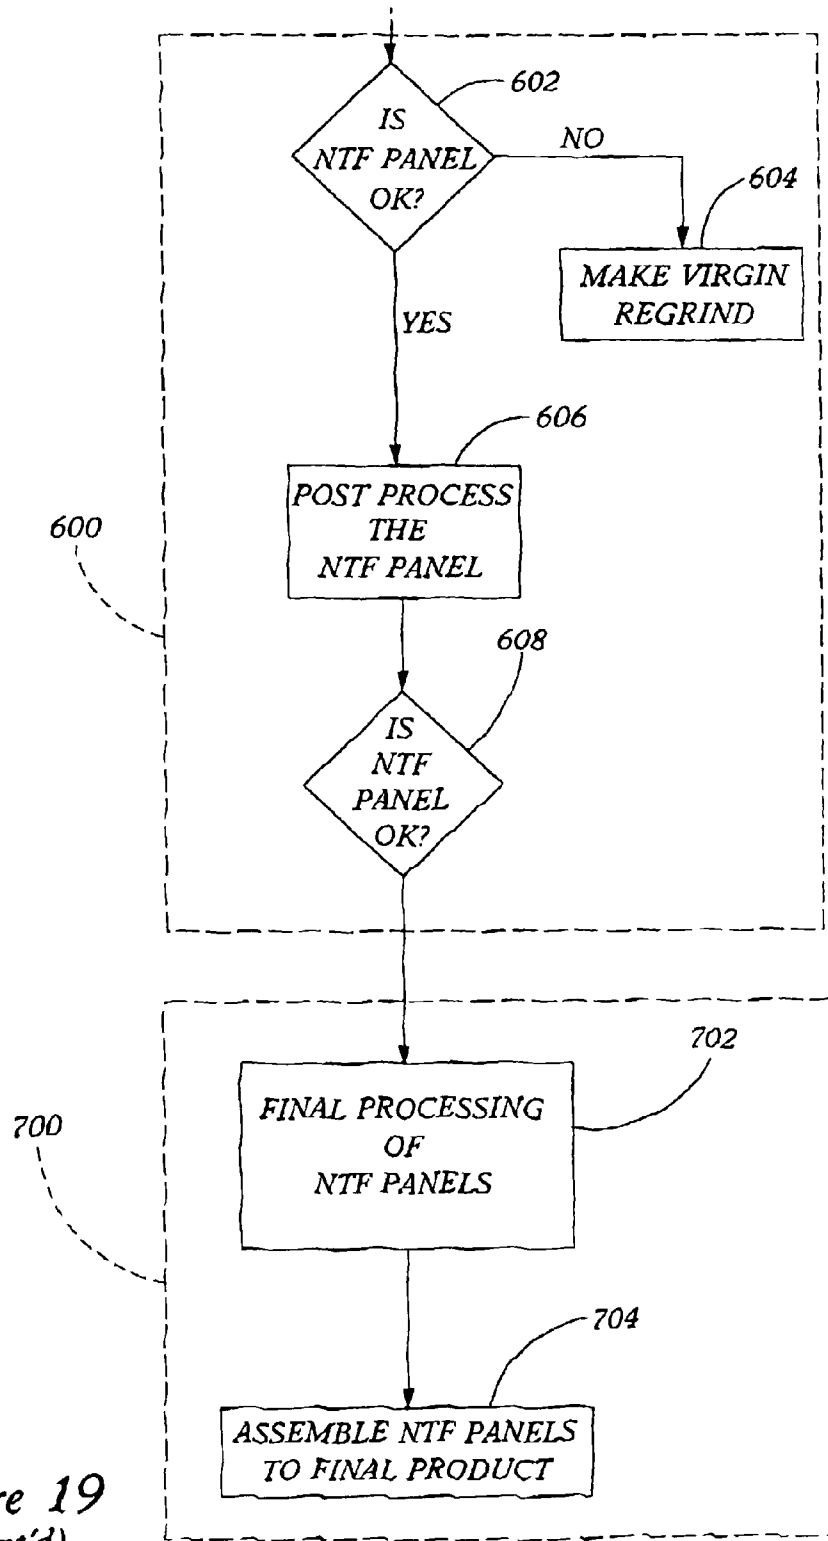 602
IS
NTF PANEL
OK?
NO
604
MAKE VIRGIN
REGRIND
YES
606
POST PROCESS
THE
NTF PANEL
600
608
IS
NTF
PANEL
OK?
702
FINAL PROCESSING
OF
NTF PANELS
700
704
ASSEMBLE NTF PANELS
TO FINAL PRODUCT
19